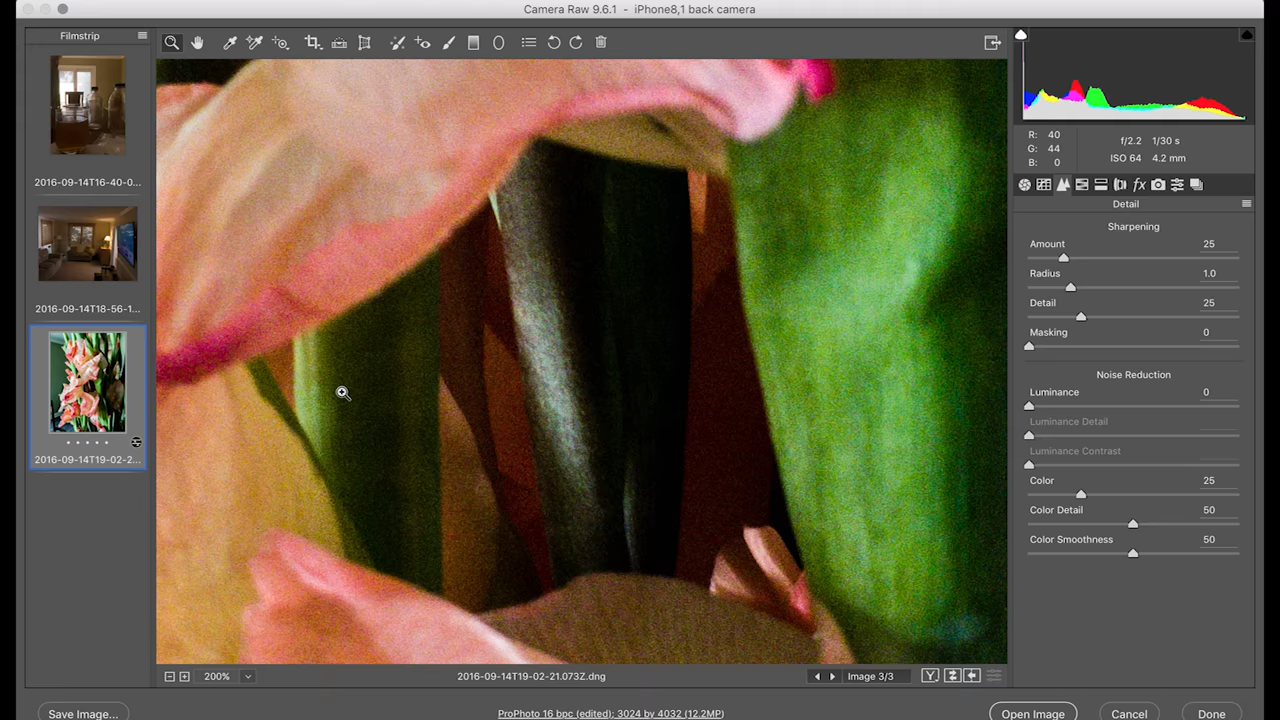 Camera Raw 9.6.1 - iPhone8,1 back camera
Filmstrip
2016-09-14T16-40-0...
2016-09-14T18-56-1...
2016-09-14T19-02-2...
200%
2016-09-14T19-02-21.073Z.dng
Image 3/3
Y
R: 40
G: 44
B: 0
f/2.2 1/30 s
ISO 64 4.2 mm
fx
Detail
Sharpening
Amount 25
Radius 1.0
Detail 25
Masking 0
Noise Reduction
Luminance 0
Luminance Detail
Luminance Contrast
Color 25
Color Detail 50
Color Smoothness 50
Save Image...
ProPhoto 16 bpc (edited); 3024 by 4032 (12.2MP)
Open Image
Cancel
Done